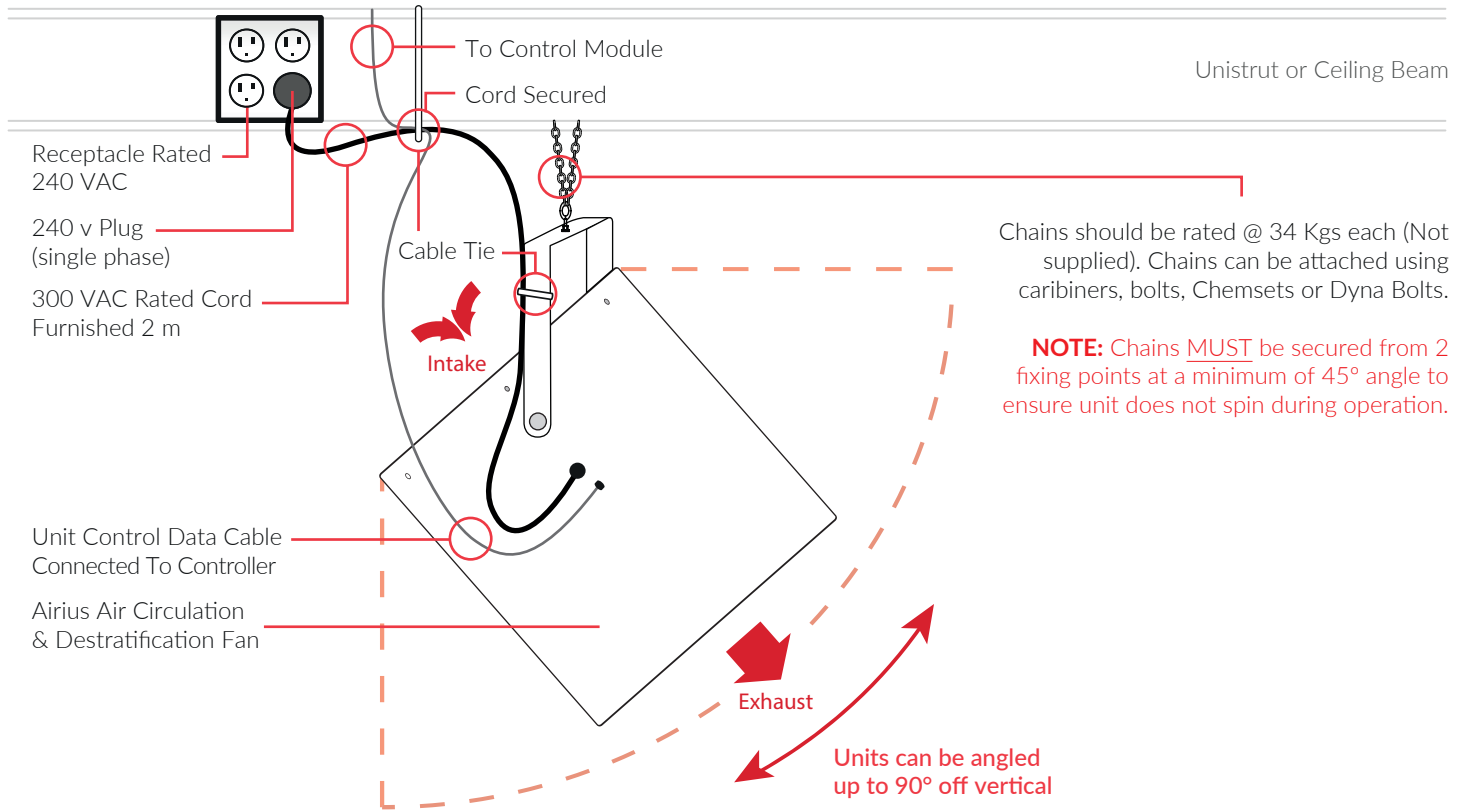 To Control Module
Cord Secured
Unistrut or Ceiling Beam
Receptacle Rated
240 VAC
240 v Plug
(single phase)
300 VAC Rated Cord
Furnished 2 m
Cable Tie
Intake
Chains should be rated @ 34 Kgs each (Not
supplied). Chains can be attached using
caribiners, bolts, Chemsets or Dyna Bolts.
NOTE: Chains MUST be secured from 2
fixing points at a minimum of 45° angle to
ensure unit does not spin during operation.
Unit Control Data Cable
Connected To Controller
Airius Air Circulation
& Destratification Fan
Exhaust
Units can be angled
up to 90° off vertical